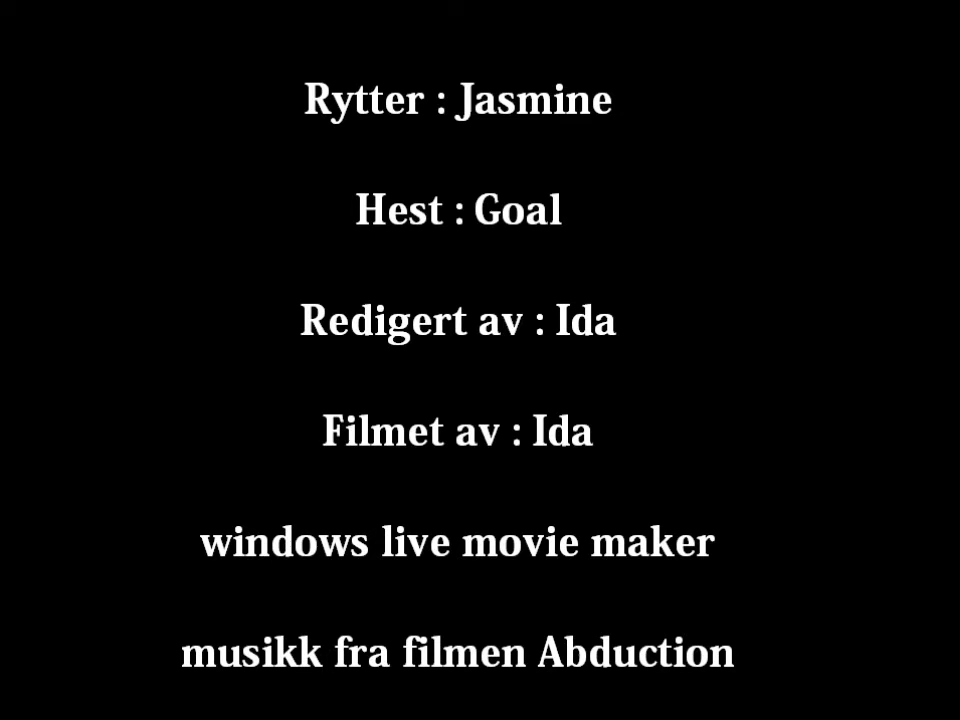 Rytter : Jasmine
Hest : Goal
Redigert av : Ida
Filmet av : Ida
windows live movie maker
musikk fra filmen Abduction